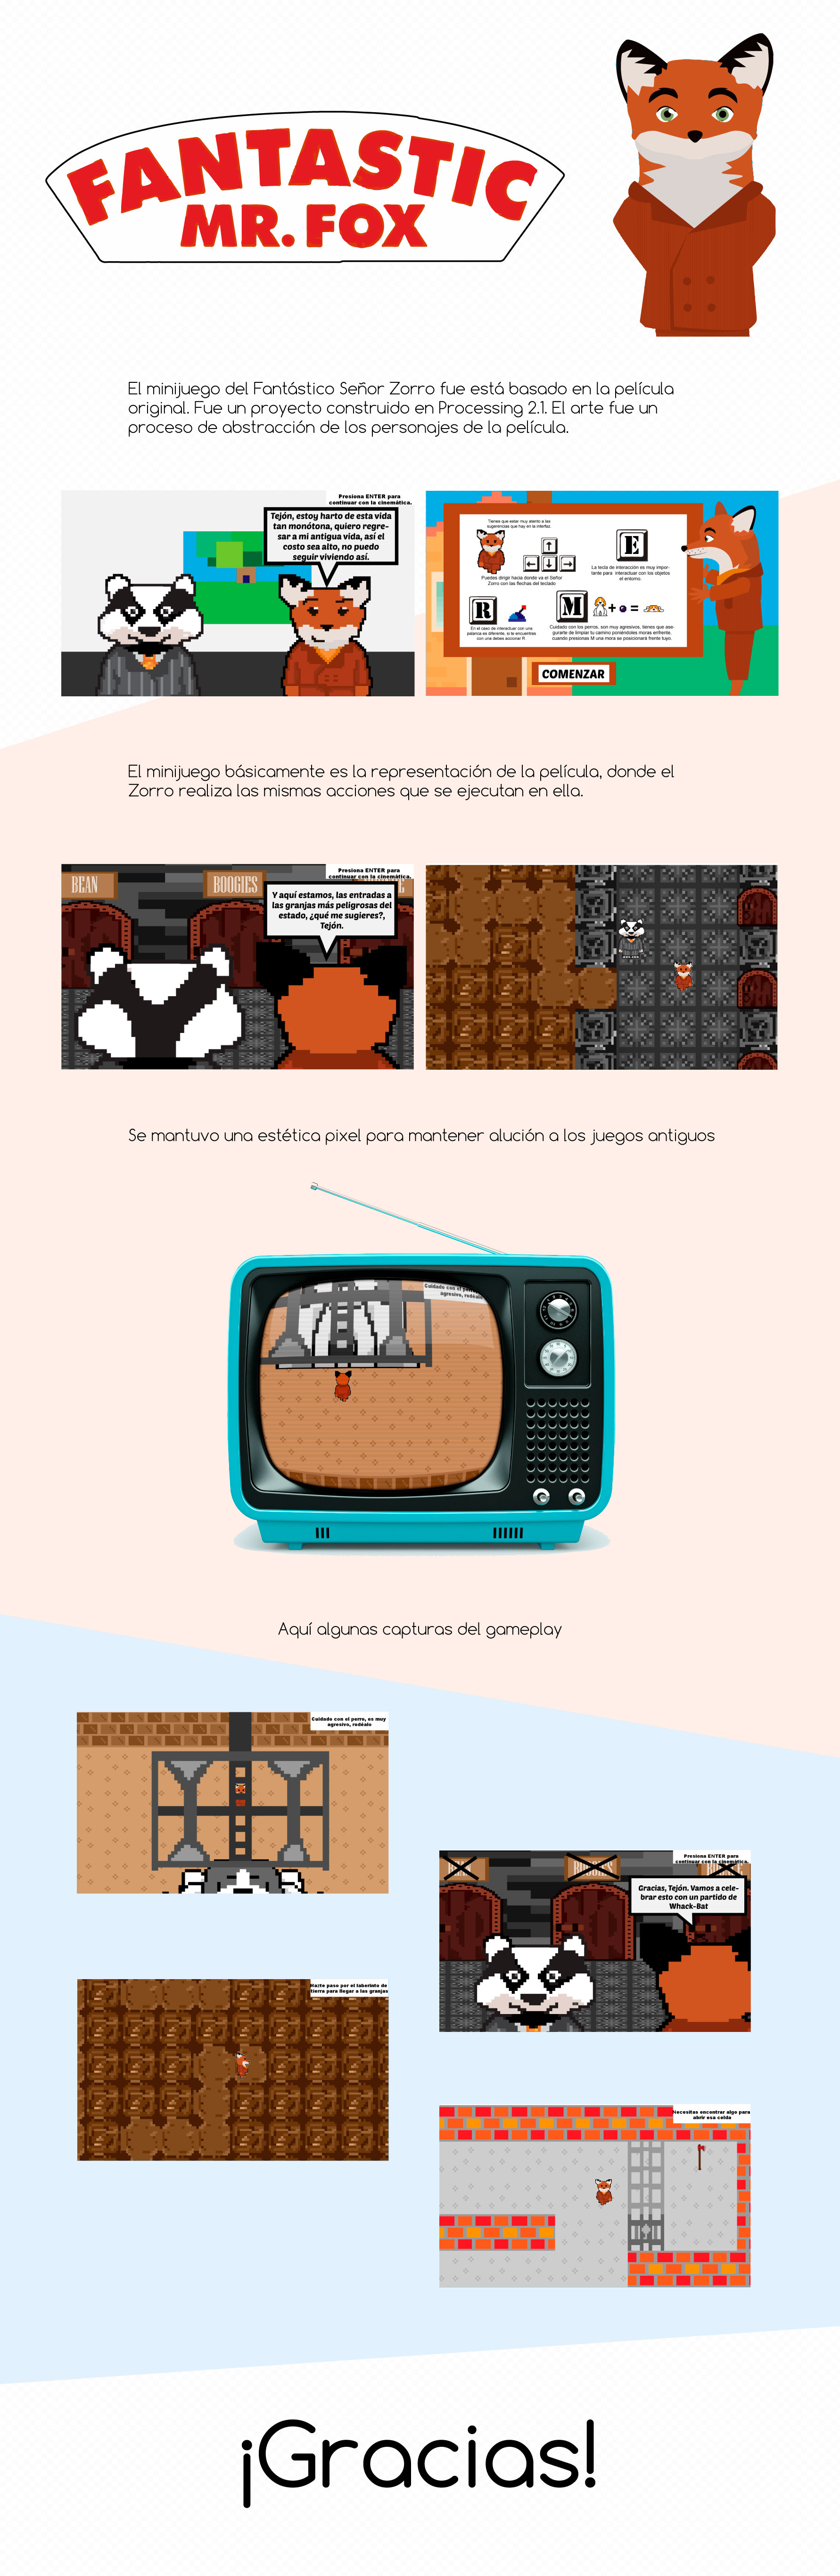 FANTASTIC
MR. FOX
El minijuego del Fantástico Señor Zorro fue está basado en la película
original. Fue un proyecto construido en Processing 2.1. El arte fue un
proceso de abstracción de los personajes de la película.
Presiona ENTER para
continuar con la cinemática.
Tejón, estoy harto de esta vida
tan monótona, quiero regre-
sar a mi antigua vida, así el
costo sea alto, no puedo
seguir viviendo así.
Tienes que estar muy atento a las
sugerencias que hay en la interfaz
E
Puedes dirigir hacia donde va el Señor
Zorro con las flechas del teclado
La tecla de interacción es muy impor-
tante para interactuar con los objetos
el entorno.
R
M
+
=
En el caso de interactuar con una
palanca es diferente, si te encuentras
con una debes accionar R
Cuidado con los perros, son muy agresivos, tienes que ase-
gurarte de limpiar tu camino poniéndoles moras enfrente,
cuando presionas M una mora se posicionará frente tuyo.
COMENZAR
El minijuego básicamente es la representación de la película, donde el
Zorro realiza las mismas acciones que se ejecutan en ella.
BEAN
BOOGIES
Presiona ENTER para
continuar con la cinemática.
Y aquí estamos, las entradas a
las granjas más peligrosas del
estado, ¿qué me sugieres?,
Tejón.
Se mantuvo una estética pixel para mantener alución a los juegos antiguos
Cuidado con el
agresivo, rodéalo
Aquí algunas capturas del gameplay
Cuidado con el perro, es muy
agresivo, rodéalo
Presiona ENTER para
continuar con la cinemática.
Gracias, Tejón. Vamos a cele-
brar esto con un partido de
Whack-Bat
Hazte paso por el laberinto de
tierra para llegar a las granjas
Necesitas encontrar algo para
abrir esa celda
¡Gracias!